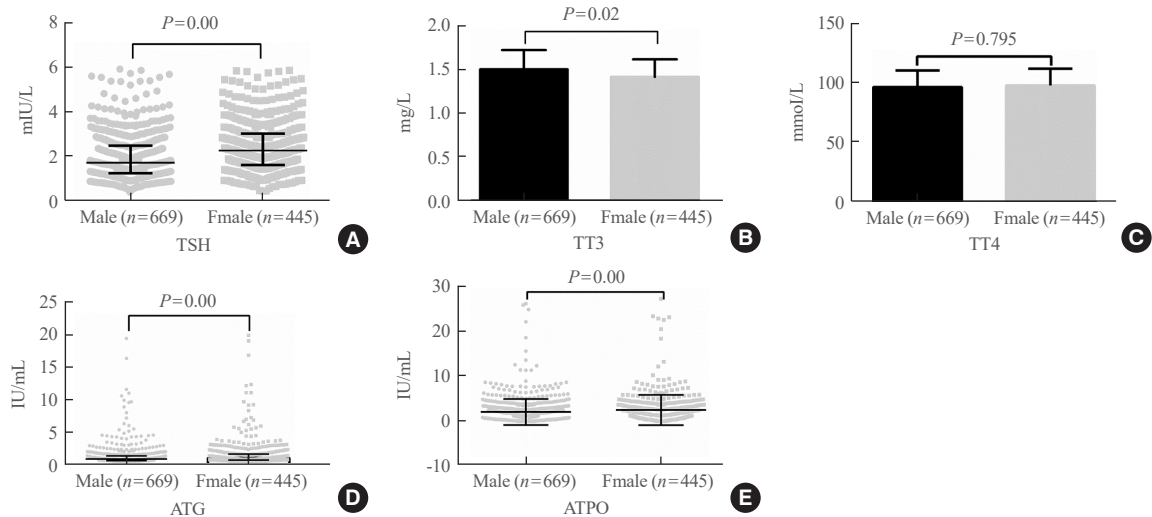 8
6
4
2
0
mIU/L
P=0.00
Male (n=669)
Fmale (n=445)
TSH
A
2.0
1.5
1.0
0.5
0.0
mg/L
P=0.02
Male (n=669)
Fmale (n=445)
TT3
B
150
100
50
0
mmol/L
P=0.795
Male (n=669)
Fmale (n=445)
TT4
C
25
20
15
10
5
0
IU/mL
P=0.00
Male (n=669)
Fmale (n=445)
ATG
D
30
20
10
0
-10
IU/mL
P=0.00
Male (n=669)
Fmale (n=445)
ATPO
E